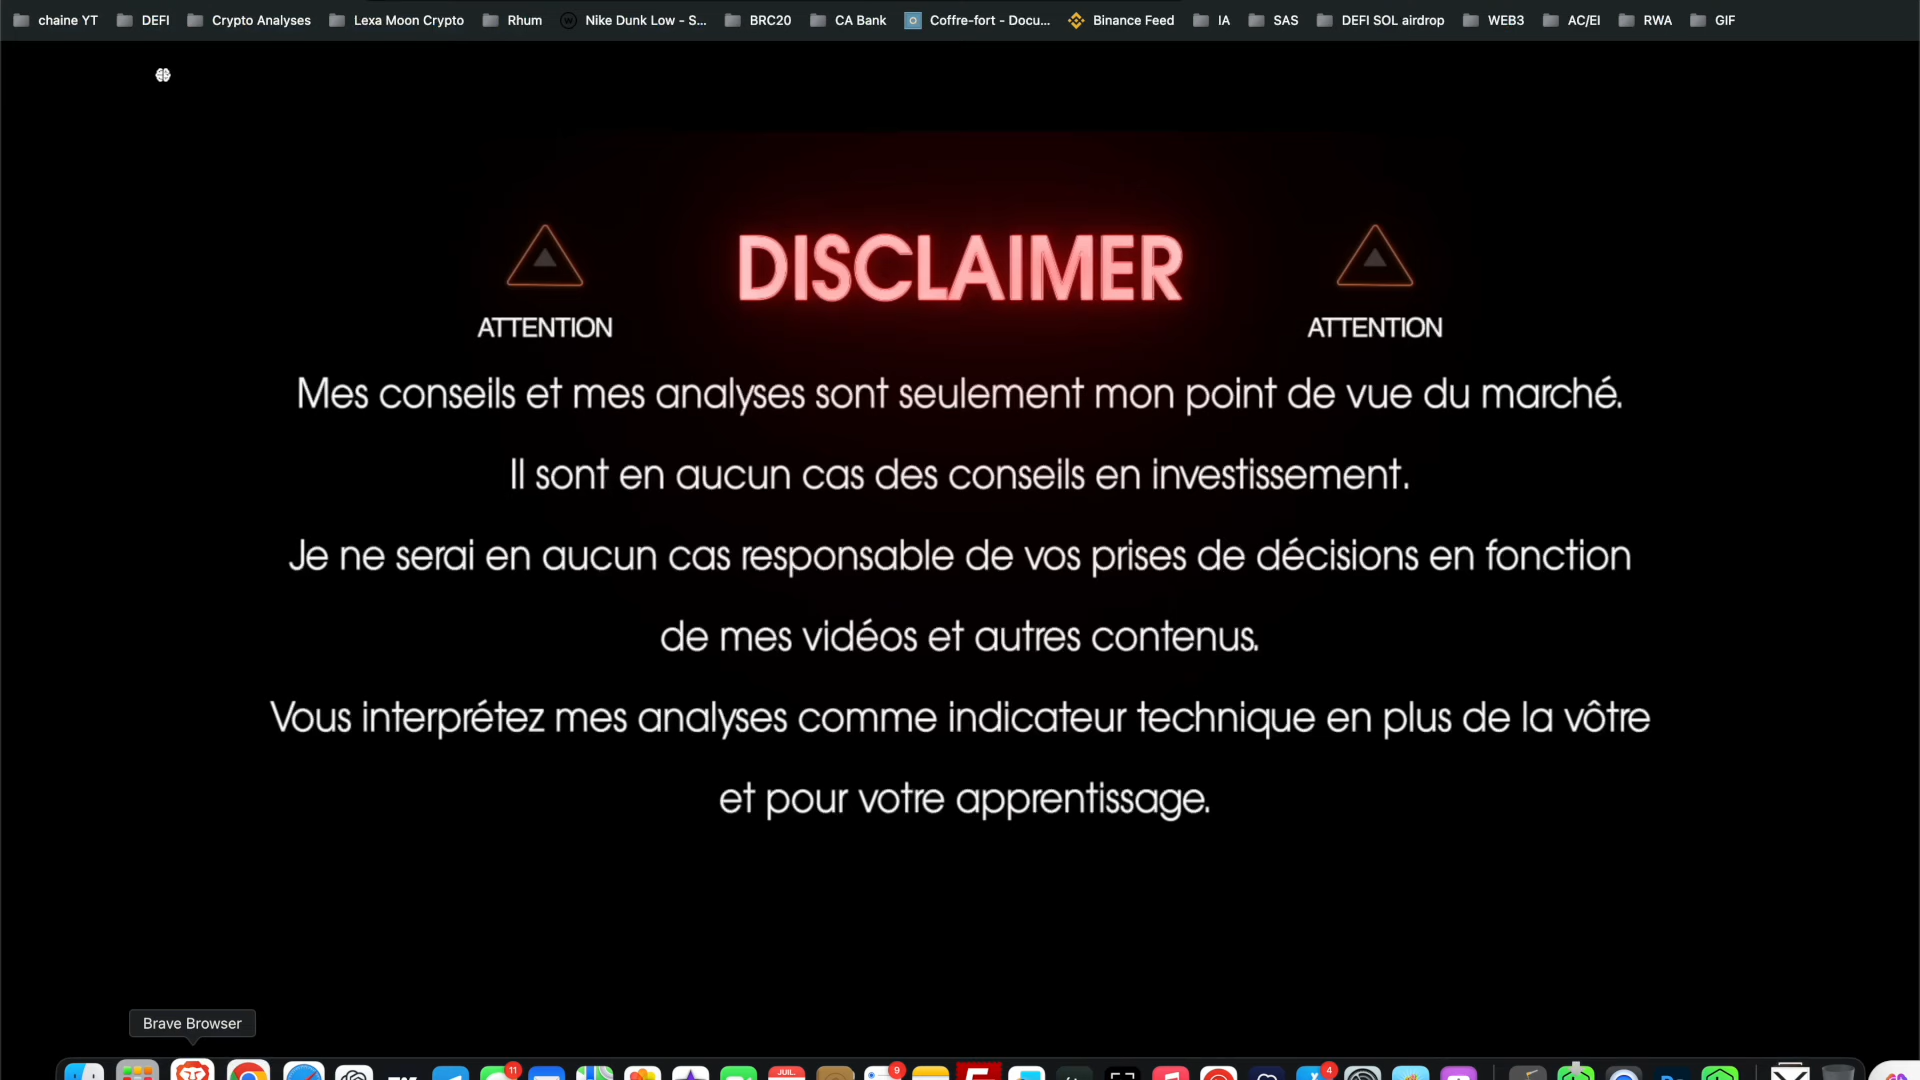 chaine YT DEFI Crypto Analyses Lexa Moon Crypto Rhum Nike Dunk Low - S... BRC20 CA Bank Coffre-fort - Docu... Binance Feed IA SAS DEFI SOL airdrop WEB3 AC/EI RWA GIF
DISCLAIMER
ATTENTION ATTENTION
Mes conseils et mes analyses sont seulement mon point de vue du marché.
Il sont en aucun cas des conseils en investissement.
Je ne serai en aucun cas responsable de vos prises de décisions en fonction
de mes vidéos et autres contenus.
Vous interprétez mes analyses comme indicateur technique en plus de la vôtre
et pour votre apprentissage.
Brave Browser
11 JUIL. 9 4